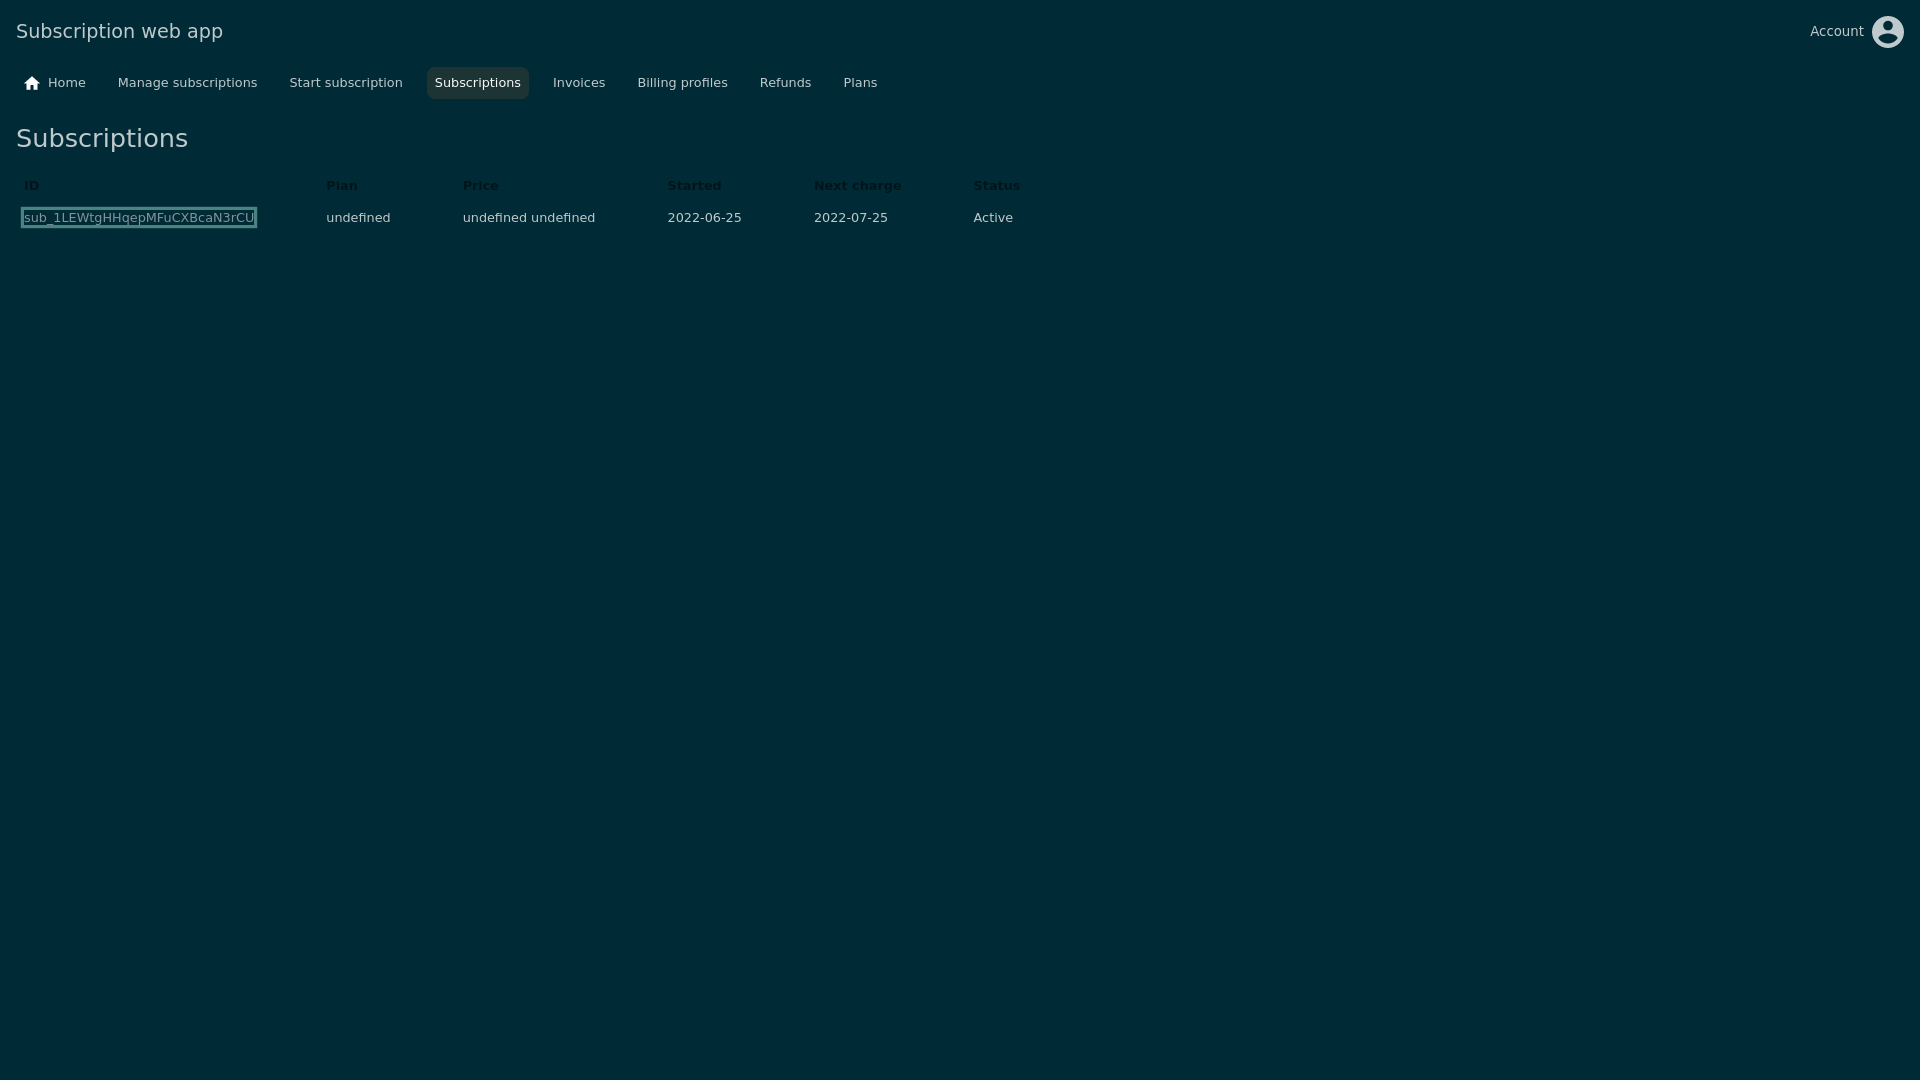 Subscription web app
Account
Home Manage subscriptions Start subscription Subscriptions Invoices Billing profiles Refunds Plans
Subscriptions
ID Plan Price Started Next charge Status
sub_1LEWtgHHqepMFuCXBcaN3rCU undefined undefined undefined 2022-06-25 2022-07-25 Active